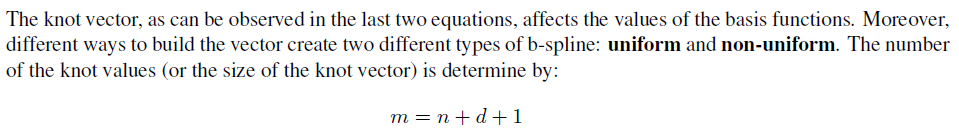 The knot vector, as can be observed in the last two equations, affects the values of the basis functions. Moreover,
different ways to build the vector create two different types of b-spline: uniform and non-uniform. The number
of the knot values (or the size of the knot vector) is determine by:
m = n + d + 1